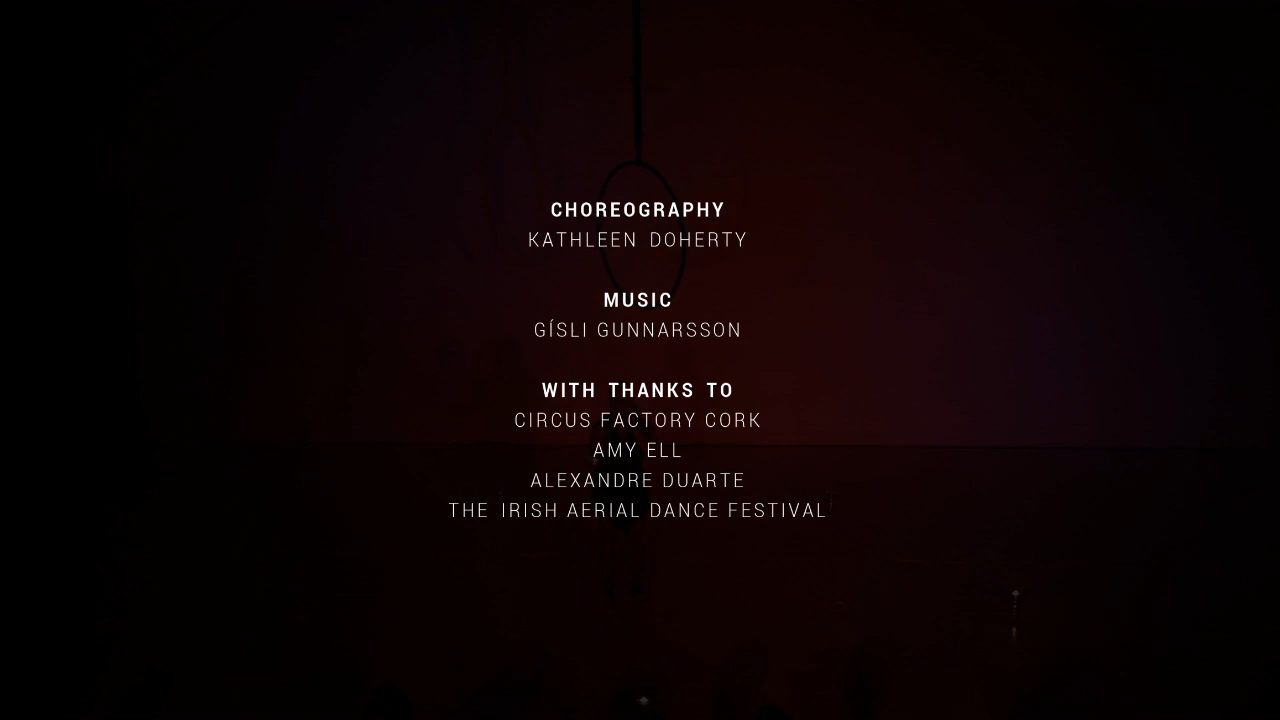 CHOREOGRAPHY
KATHLEEN DOHERTY
MUSIC
GÍSLI GUNNARSSON
WITH THANKS TO
CIRCUS FACTORY CORK
AMY ELL
ALEXANDRE DUARTE
THE IRISH AERIAL DANCE FESTIVAL